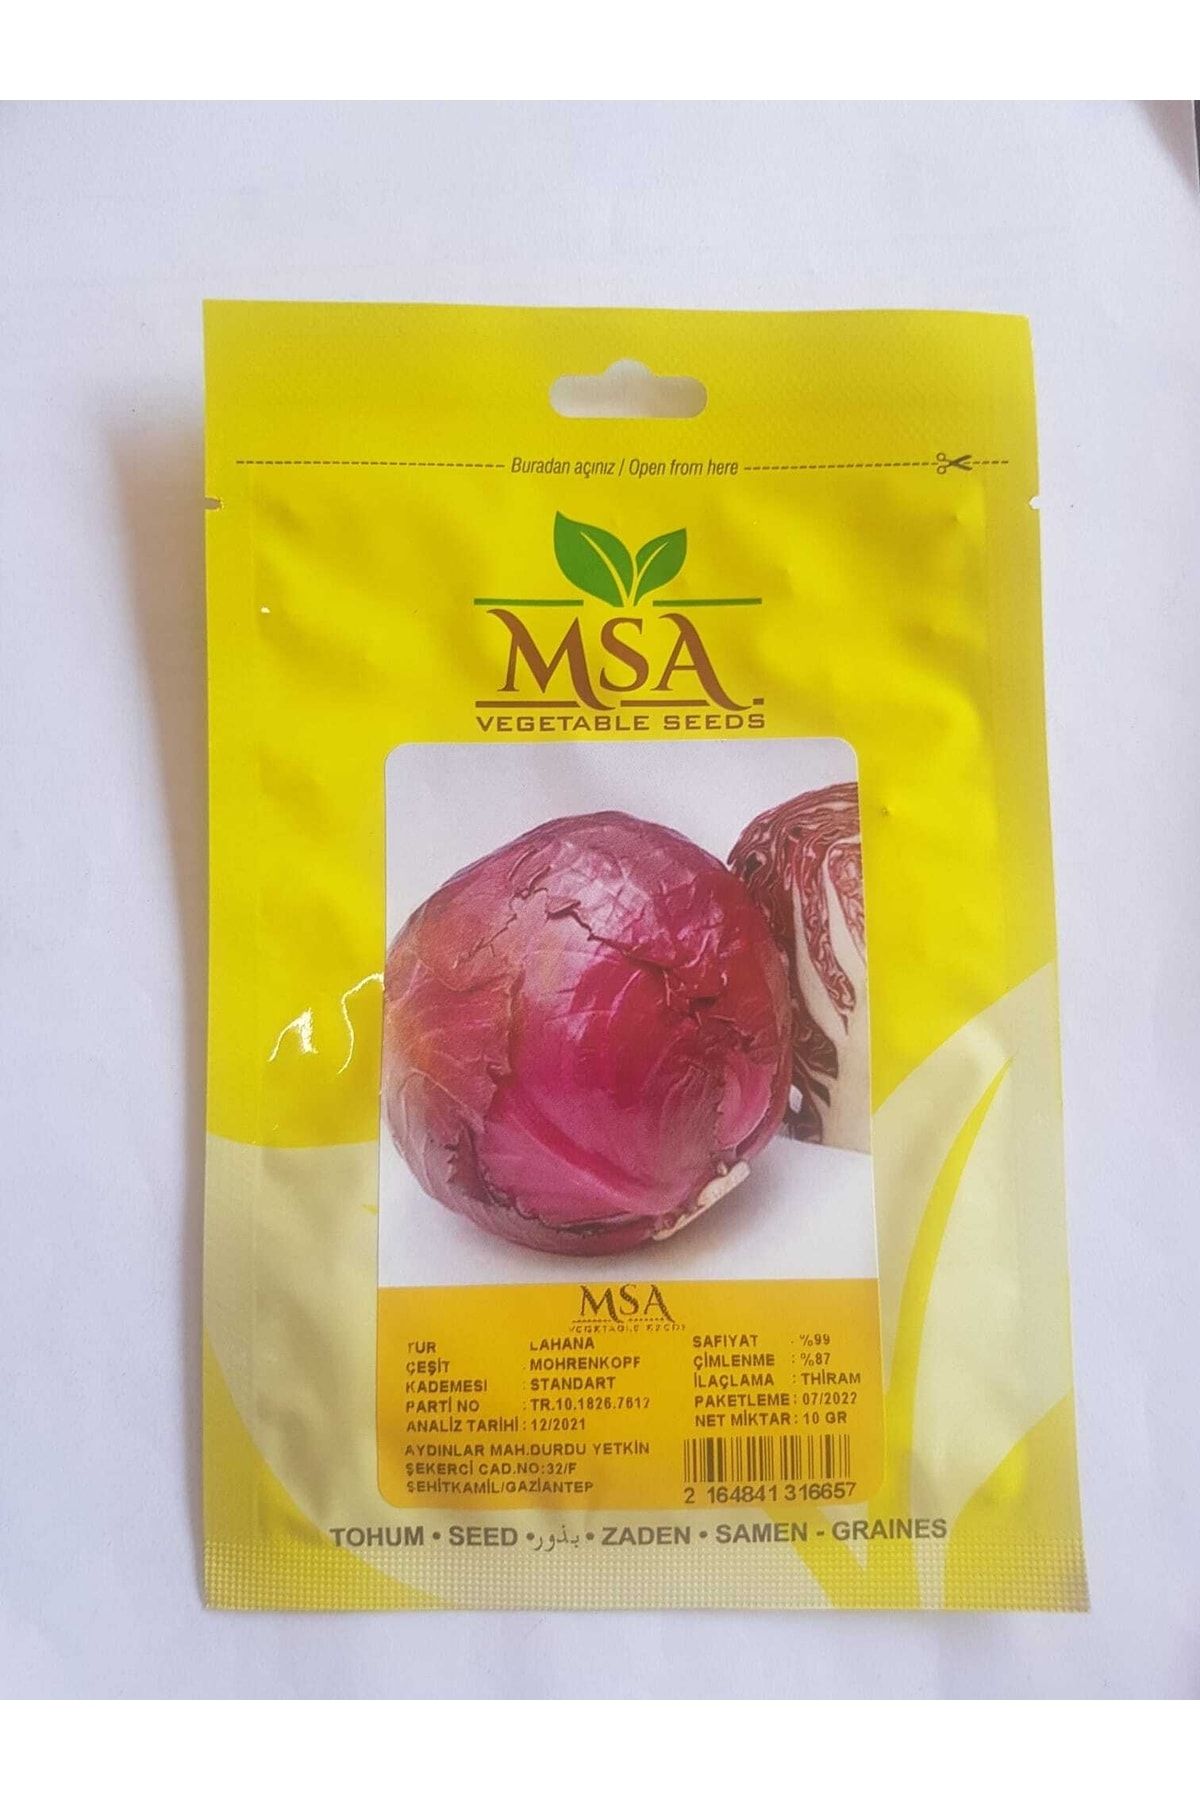 Buradan açınız / Open from here
MSA
VEGETABLE SEEDS
MSA
VEGETABLE SEEDS
TUR LAHANA
ÇEŞİT : MOHRENKOPF
KADEMESI : STANDART
PARTİ NO : TR.10.1826.7612
ANALİZ TARİHİ : 12/2021
SAFIYAT : %99
ÇİMLENME : %87
İLAÇLAMA : THİRAM
PAKETLEME : 07/2022
NET MİKTAR : 10 GR
AYDINLAR MAH.DURDU YETKİN
ŞEKERCİ CAD.NO:32/F
ŞEHİTKAMİL/GAZİANTEP
2 164841 316657
TOHUM • SEED • بذور • ZADEN • SAMEN - GRAINES